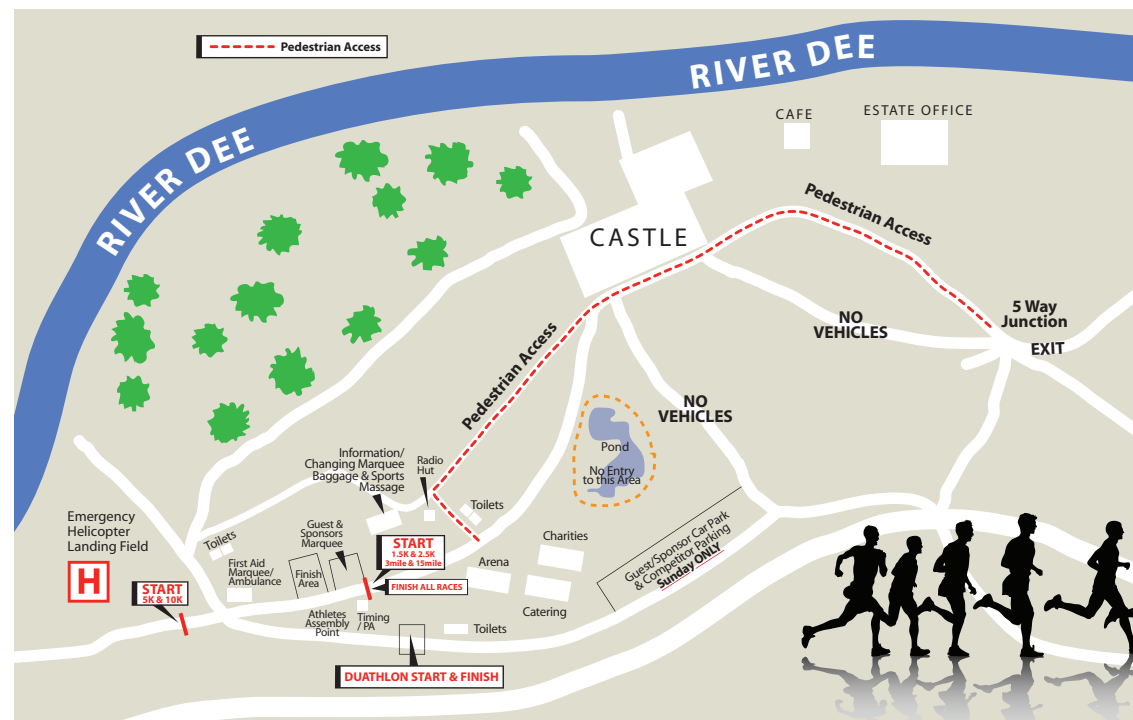 Pedestrian Access
RIVER DEE
RIVER DEE
CAFE
ESTATE OFFICE
CASTLE
Pedestrian Access
5 Way
Junction
EXIT
NO
VEHICLES
Pedestrian Access
NO
VEHICLES
Pond
No Entry
to this Area
Information/
Changing Marquee
Baggage & Sports
Massage
Radio
Hut
Toilets
Emergency
Helicopter
Landing Field
H
Toilets
Guest &
Sponsors
Marquee
START
1.5K & 2.5K
3mile & 15mile
FINISH ALL RACES
Arena
Charities
Catering
Guest/Sponsor Car Park
& Competitor Parking
Sunday ONLY
START
5K & 10K
First Aid
Marquee/
Ambulance
Finish
Area
Athletes
Assembly
Point
Timing
/ PA
Toilets
DUATHLON START & FINISH